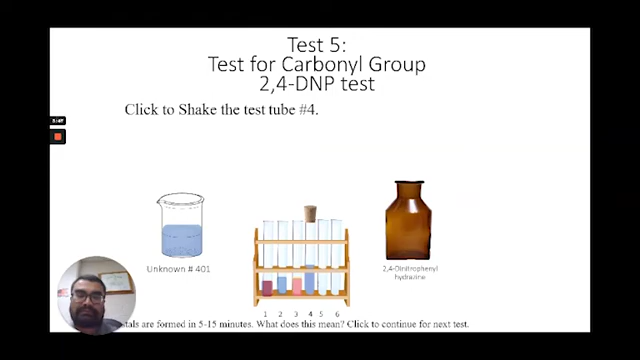 Test 5:
Test for Carbonyl Group
2,4-DNP test
Click to Shake the test tube #4.
Unknown # 401
2,4-Dinitrophenyl
hydrazine
1 2 3 4 5 6
are formed in 5-15 minutes. What does this mean? Click to continue for next test.